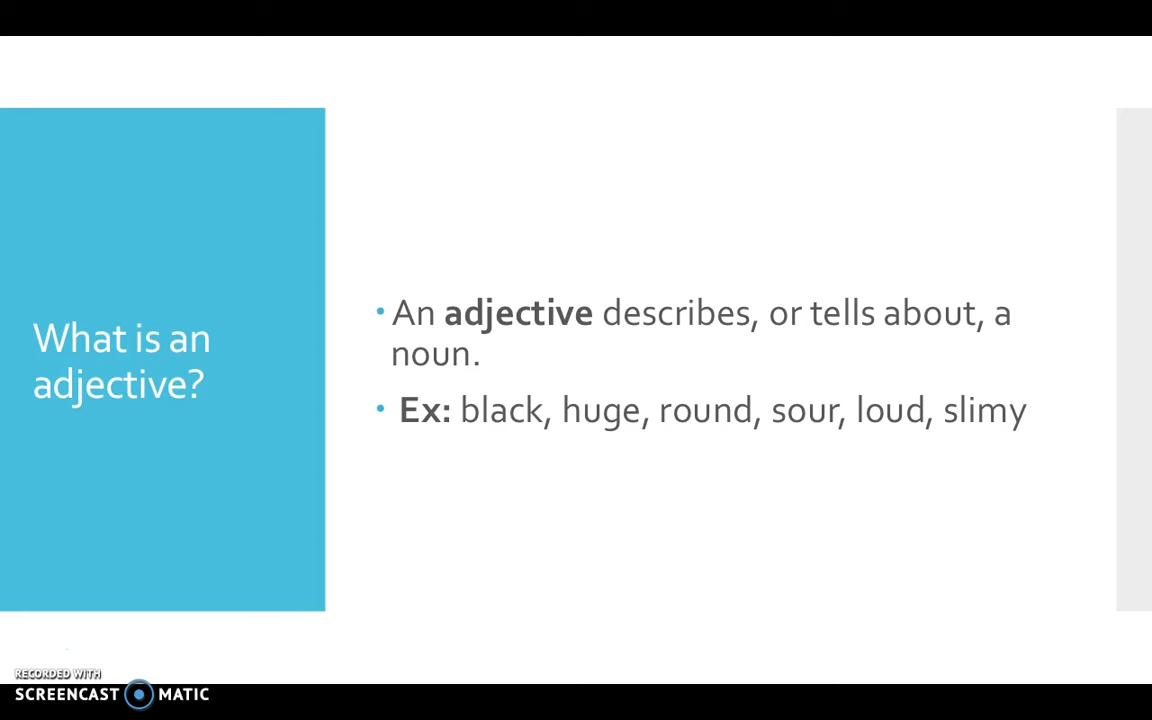 What is an
adjective?
• An adjective describes, or tells about, a
noun.
• Ex: black, huge, round, sour, loud, slimy
RECORDED WITH
SCREENCAST MATIC